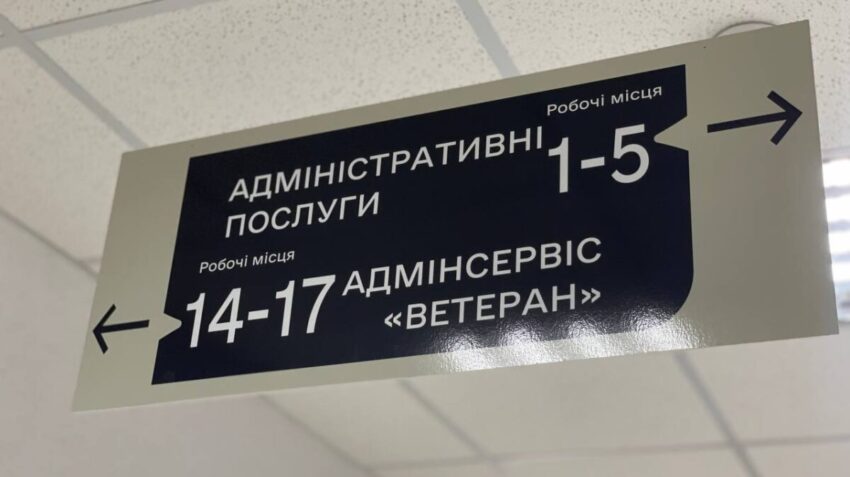 Робочі місця
АДМІНІСТРАТИВНІ 1-5
ПОСЛУГИ
Робочі місця
14-17 АДМІНСЕРВІС
«ВЕТЕРАН»